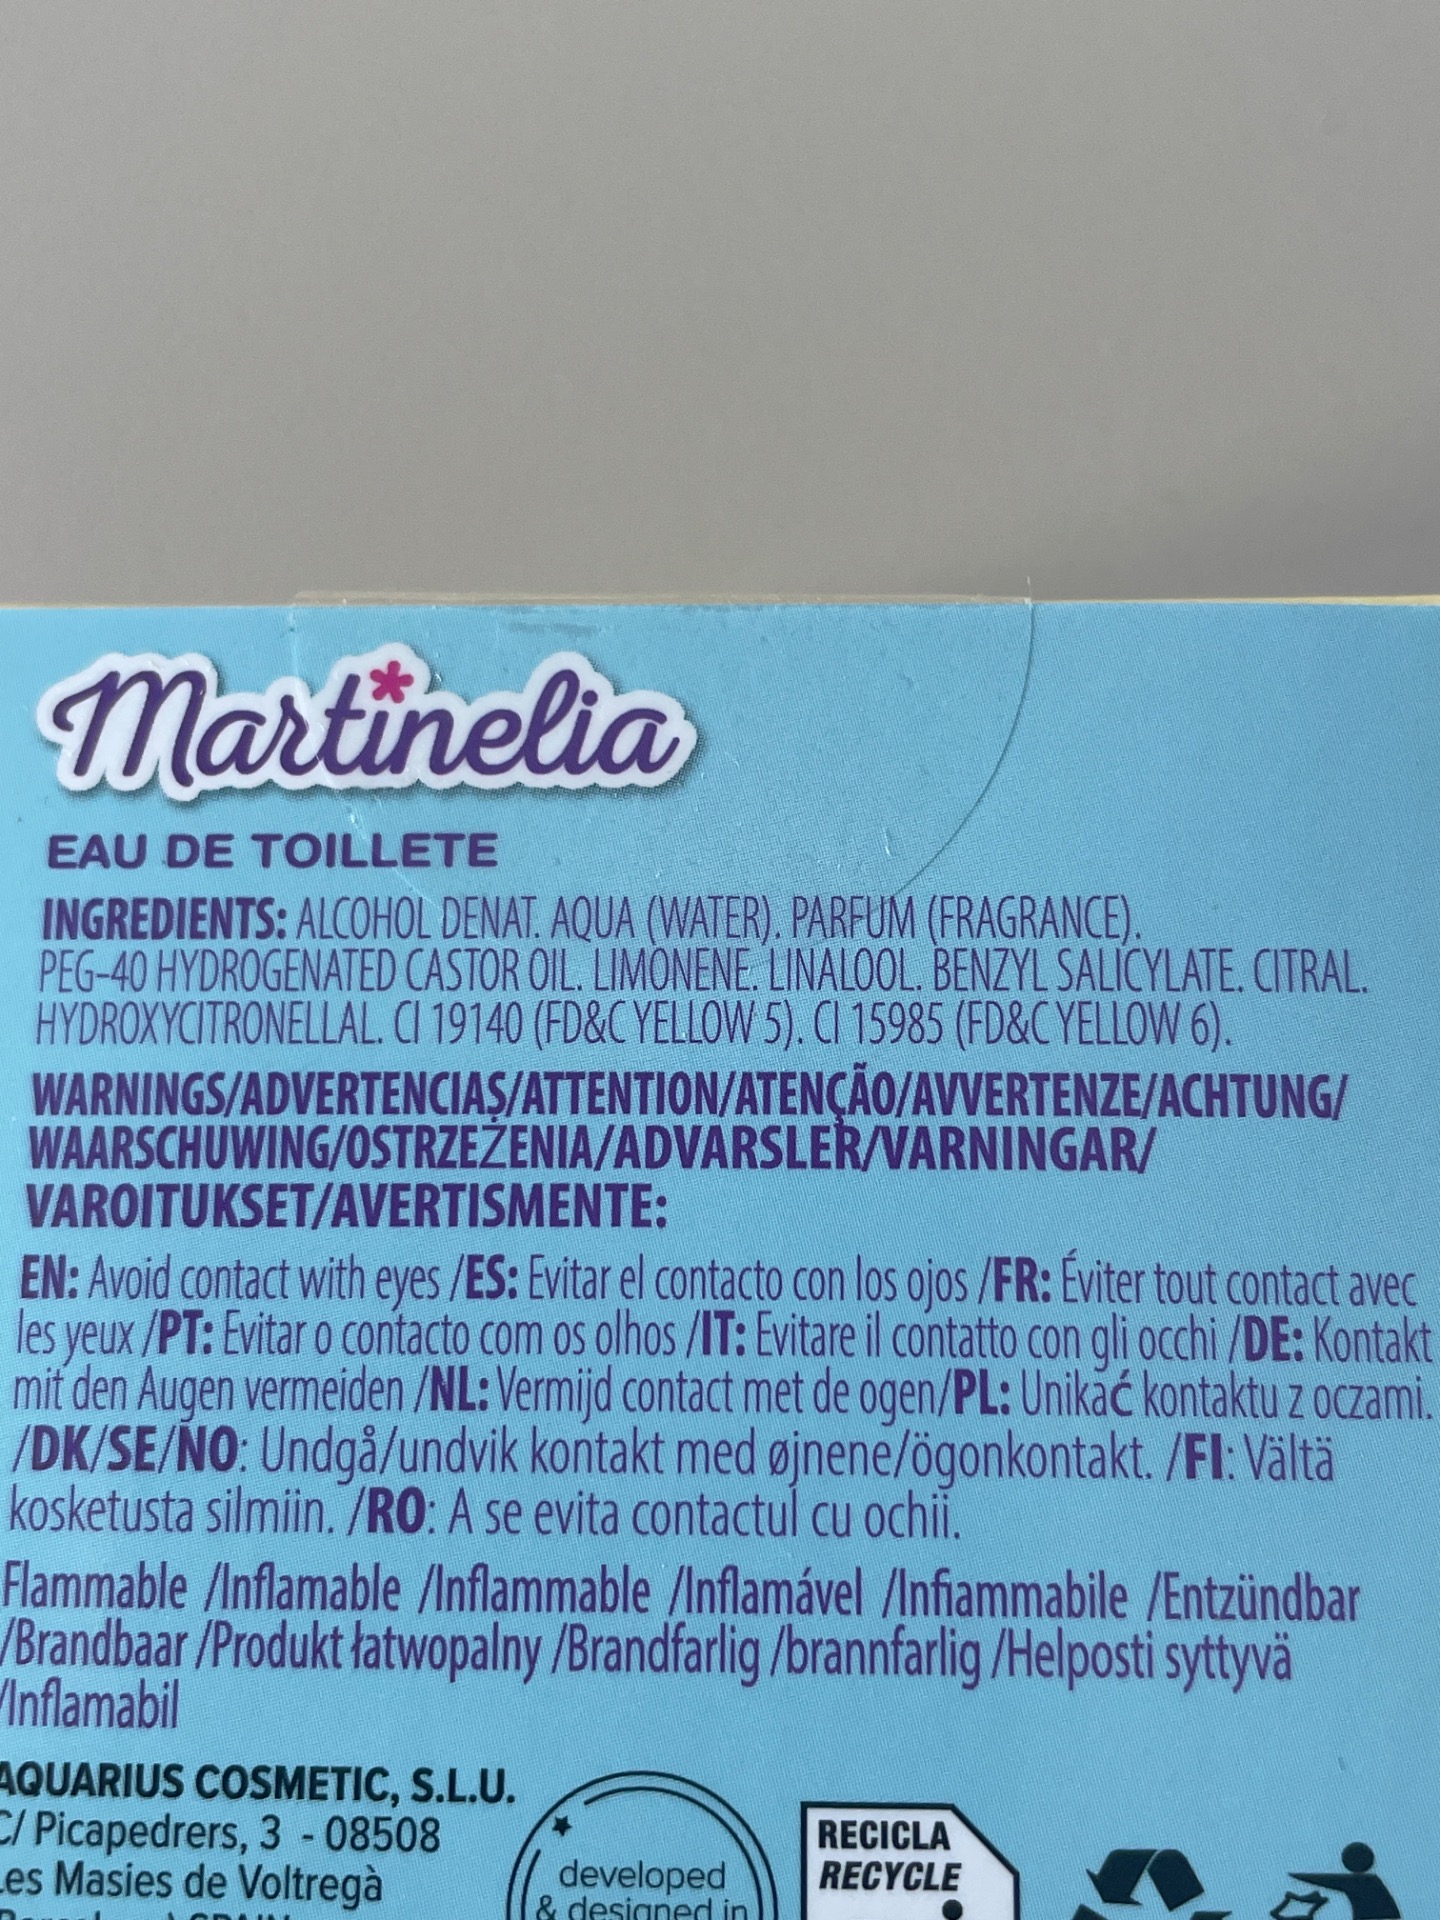 Martinelia
EAU DE TOILLETE
INGREDIENTS: ALCOHOL DENAT. AQUA (WATER). PARFUM (FRAGRANCE).
PEG-40 HYDROGENATED CASTOR OIL. LIMONENE. LINALOOL. BENZYL SALICYLATE. CITRAL.
HYDROXYCITRONELLAL. CI 19140 (FD&C YELLOW 5). CI 15985 (FD&C YELLOW 6).
WARNINGS/ADVERTENCIAS/ATTENTION/ATENÇÃO/AVVERTENZE/ACHTUNG/
WAARSCHUWING/OSTRZEŻENIA/ADVARSLER/VARNINGAR/
VAROITUKSET/AVERTISMENTE:
EN: Avoid contact with eyes /ES: Evitar el contacto con los ojos /FR: Éviter tout contact avec
les yeux /PT: Evitar o contacto com os olhos /IT: Evitare il contatto con gli occhi /DE: Kontakt
mit den Augen vermeiden /NL: Vermijd contact met de ogen/PL: Unikać kontaktu z oczami.
/DK/SE/NO: Undgå/undvik kontakt med øjnene/ögonkontakt. /FI: Vältä
kosketusta silmiin. /RO: A se evita contactul cu ochii.
Flammable /Inflamable /Inflammable /Inflamável /Infiammabile /Entzündbar
/Brandbaar /Produkt łatwopalny /Brandfarlig /brannfarlig /Helposti syttyvä
/Inflamabil
AQUARIUS COSMETIC, S.L.U.
C/ Picapedrers, 3 - 08508
Les Masies de Voltregà
developed
& designed in
RECICLA
RECYCLE